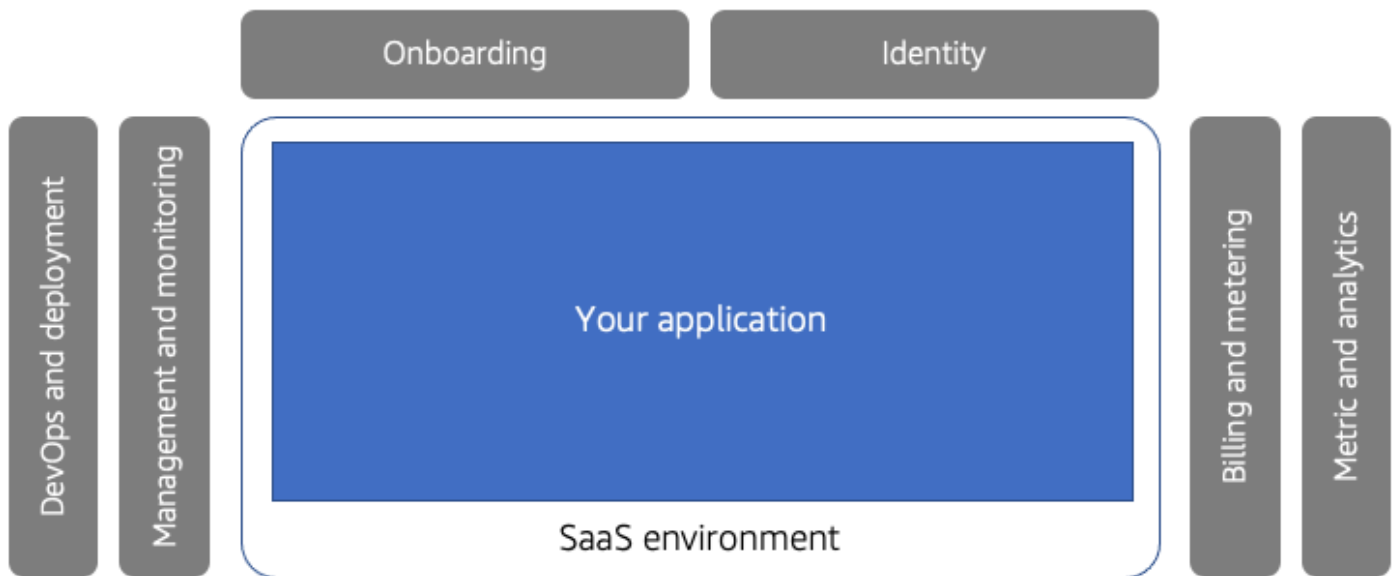 Onboarding
Identity
DevOps and deployment
Management and monitoring
Your application
SaaS environment
Billing and metering
Metric and analytics